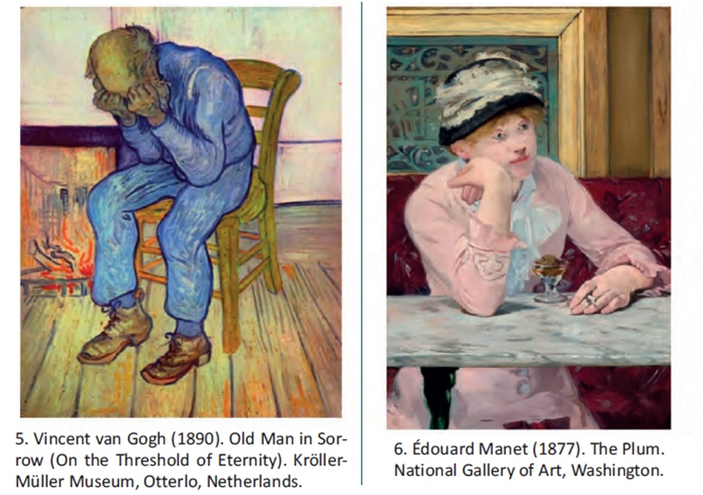 5. Vincent van Gogh (1890). Old Man in Sor-
row (On the Threshold of Eternity). Kröller-
Müller Museum, Otterlo, Netherlands.
6. Édouard Manet (1877). The Plum.
National Gallery of Art, Washington.